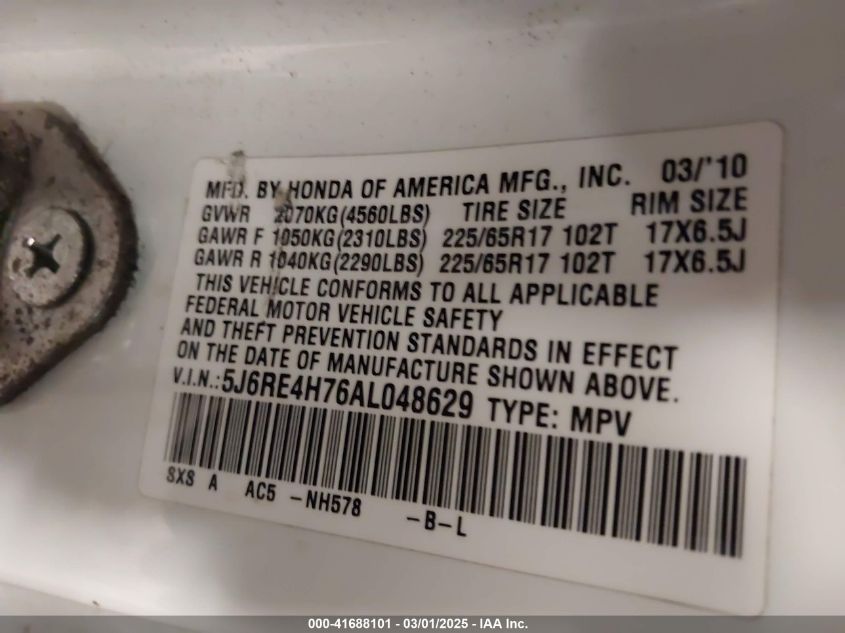 MFD. BY HONDA OF AMERICA MFG., INC. 03/'10
GVWR 2070KG(4560LBS) TIRE SIZE RIM SIZE
GAWR F 1050KG(2310LBS) 225/65R17 102T 17X6.5J
GAWR R 1040KG(2290LBS) 225/65R17 102T 17X6.5J
THIS VEHICLE CONFORMS TO ALL APPLICABLE
FEDERAL MOTOR VEHICLE SAFETY
AND THEFT PREVENTION STANDARDS IN EFFECT
ON THE DATE OF MANUFACTURE SHOWN ABOVE.
V.I.N.:5J6RE4H76AL048629 TYPE: MPV
SXS A AC5 -NH578 -B-L
000-41688101 - 03/01/2025 - IAA Inc.